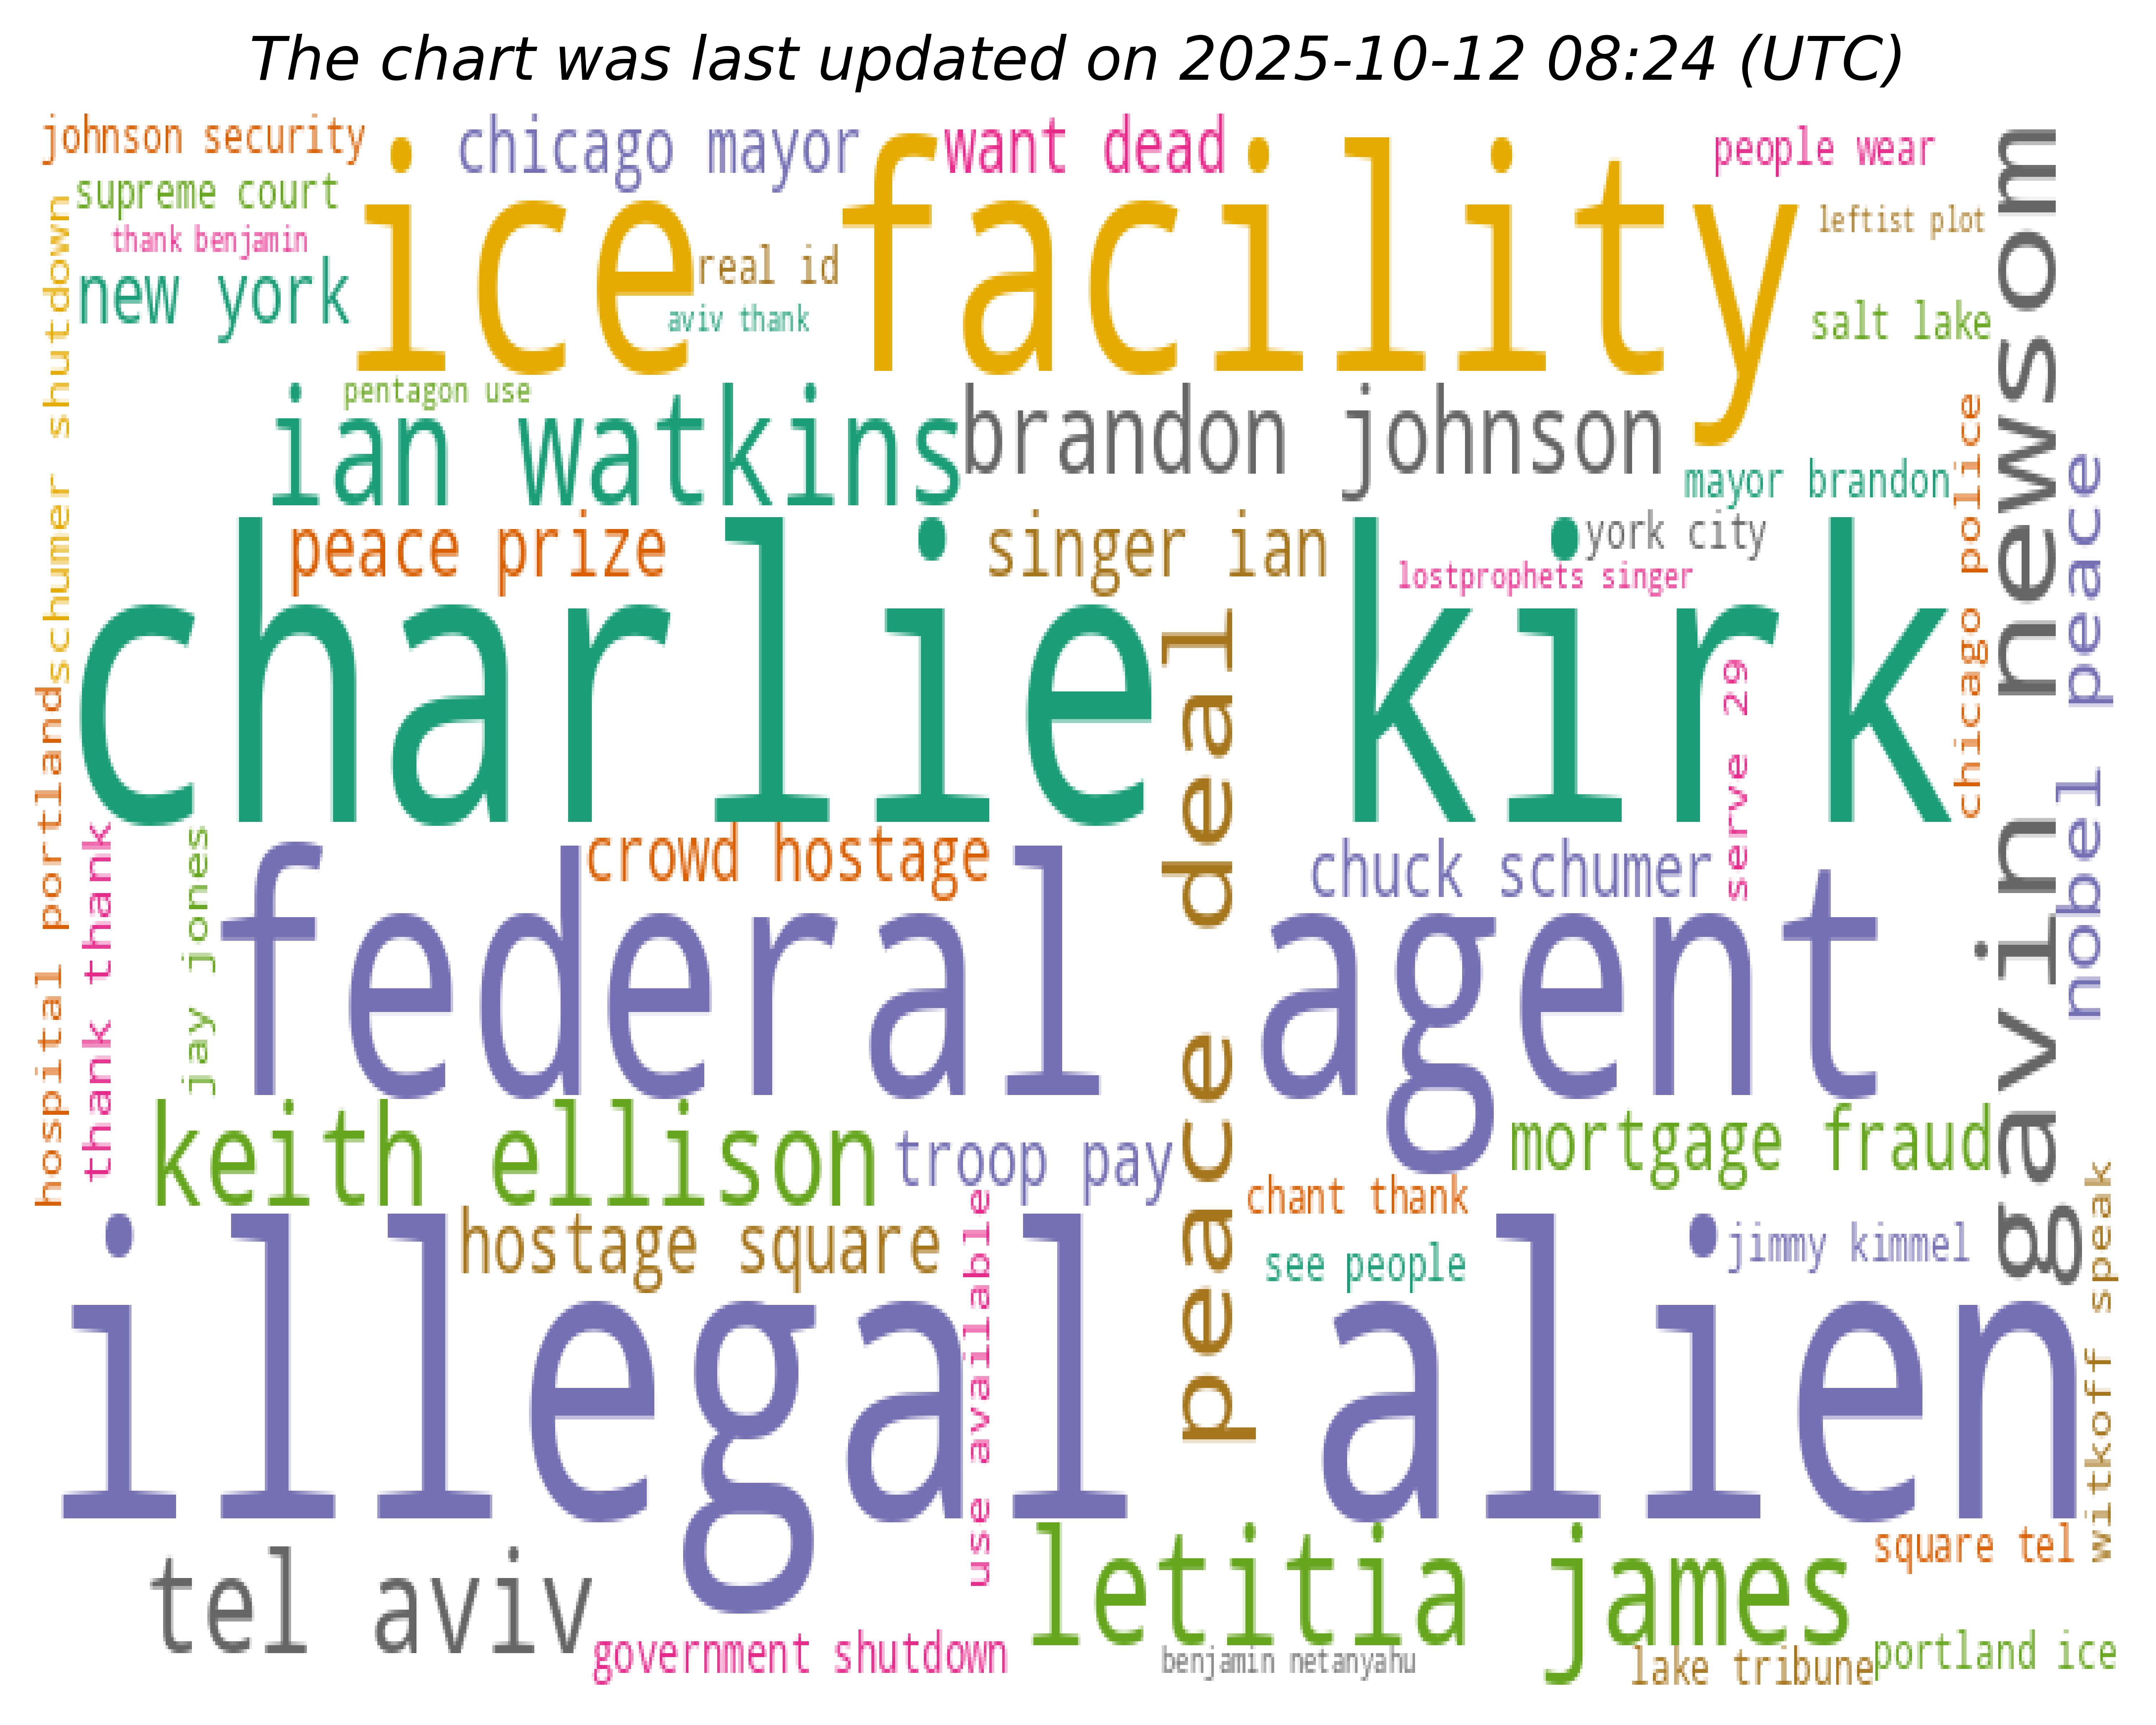 The chart was last updated on 2025-10-12 08:24 (UTC)
johnson security
chicago mayor
want dead
people wear
supreme court
ice facility
leftist plot
thank benjamin
real id
new york
aviv thank
salt lake
schumer shutdown
gavin newsom
pentagon use
ian watkins
brandon johnson
mayor brandon
chicago police
nobel peace
peace prize
singer ian
york city
lostprophets singer
charlie kirk
peace deal
serve 29
hospital portland
thank thank
jay jones
crowd hostage
chuck schumer
federal agent
keith ellison
troop pay
mortgage fraud
chant thank
hostage square
use available
see people
jimmy kimmel
witkoff speak
illegal alien
letitia james
square tel
tel aviv
government shutdown
benjamin netanyahu
lake tribune
portland ice